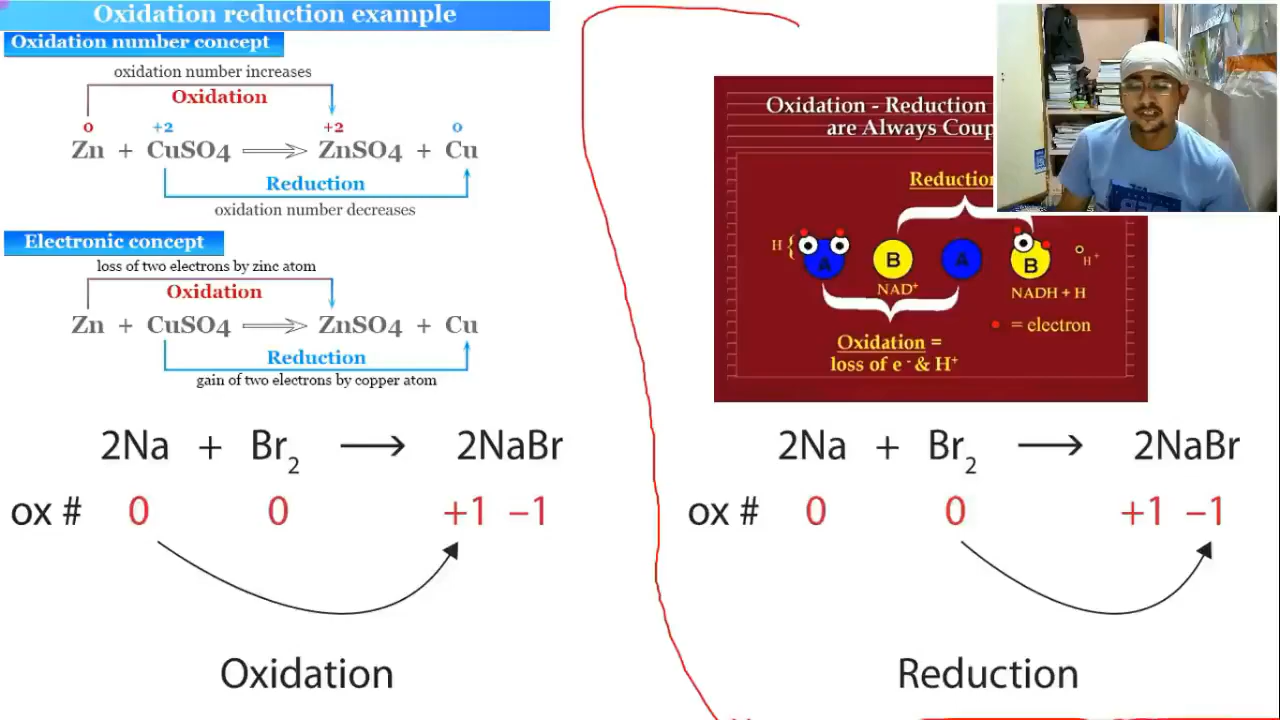 Oxidation reduction example
Oxidation number concept
oxidation number increases
Oxidation
0 +2 +2 0
Zn + CuSO4 ⟹ ZnSO4 + Cu
Reduction
oxidation number decreases
Electronic concept
loss of two electrons by zinc atom
Oxidation
Zn + CuSO4 ⟹ ZnSO4 + Cu
Reduction
gain of two electrons by copper atom
2Na + Br₂ ⟶ 2NaBr
ox # 0 0 +1 –1
Oxidation
Oxidation - Reduction
are Always
H { A B A B H⁺
NAD⁺ NADH + H
= electron
Oxidation =
loss of e⁻ & H⁺
2Na + Br₂ ⟶ 2NaBr
ox # 0 0 +1 –1
Reduction